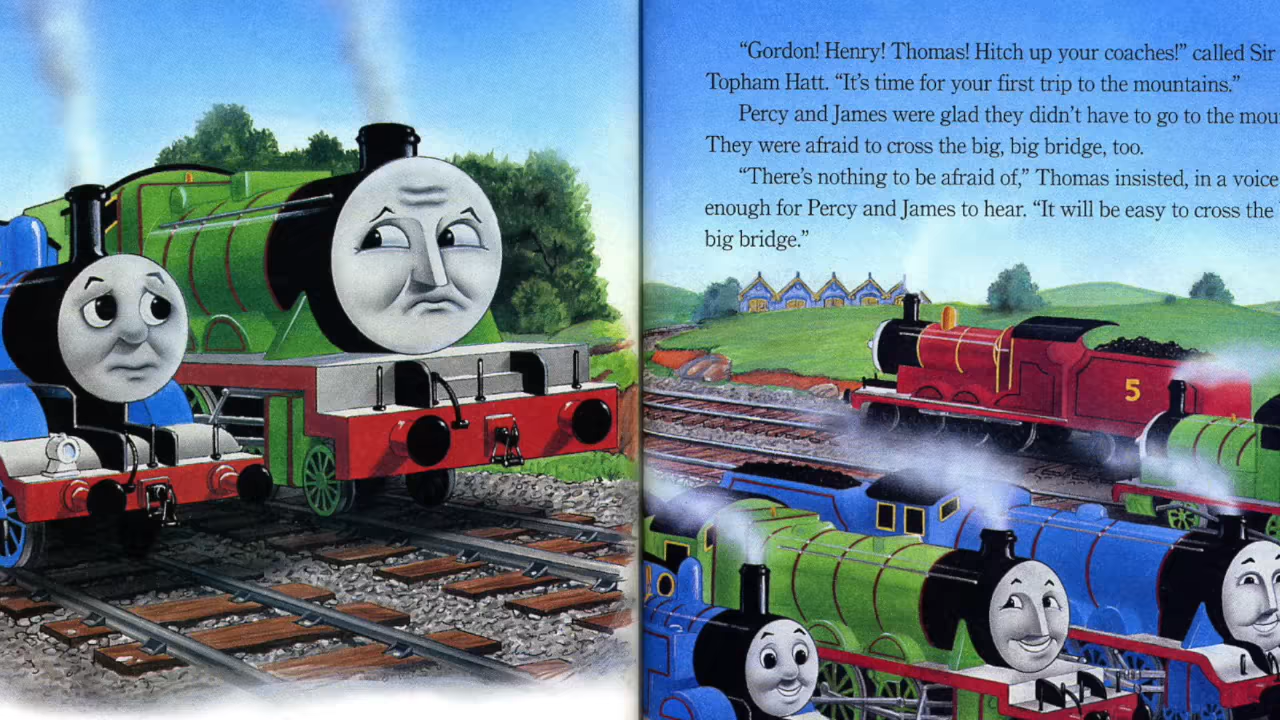 “Gordon! Henry! Thomas! Hitch up your coaches!” called Sir
Topham Hatt. “It’s time for your first trip to the mountains.”
Percy and James were glad they didn’t have to go to the
They were afraid to cross the big, big bridge, too.
“There’s nothing to be afraid of,” Thomas insisted, in a voice
enough for Percy and James to hear. “It will be easy to cross the
big bridge.”
5